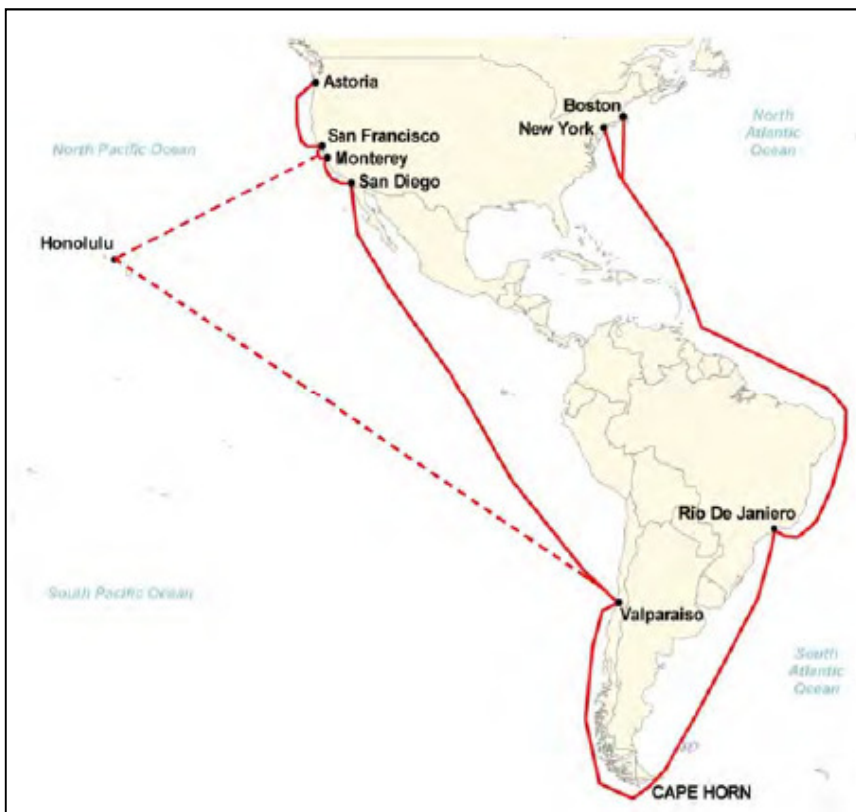 Astoria
Boston
New York
North
Atlantic
Ocean
San Francisco
North Pacific Ocean
Monterey
San Diego
Honolulu
Rio De Janiero
South Pacific Ocean
Valparaiso
South
Atlantic
Ocean
CAPE HORN